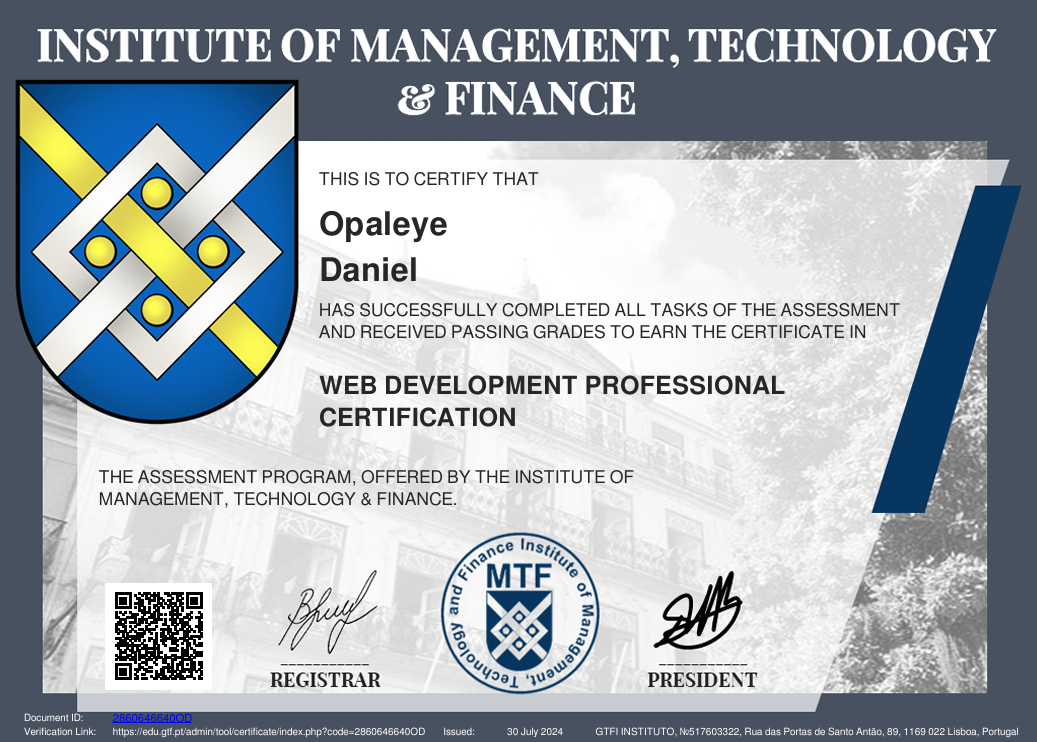 INSTITUTE OF MANAGEMENT, TECHNOLOGY
& FINANCE
THIS IS TO CERTIFY THAT
Opaleye
Daniel
HAS SUCCESSFULLY COMPLETED ALL TASKS OF THE ASSESSMENT
AND RECEIVED PASSING GRADES TO EARN THE CERTIFICATE IN
WEB DEVELOPMENT PROFESSIONAL
CERTIFICATION
THE ASSESSMENT PROGRAM, OFFERED BY THE INSTITUTE OF
MANAGEMENT, TECHNOLOGY & FINANCE.
___________
REGISTRAR
MTF
Technology and Finance Institute of Management,
___________
PRESIDENT
Document ID: 2860646640OD
Verification Link: https://edu.gtf.pt/admin/tool/certificate/index.php?code=2860646640OD Issued: 30 July 2024 GTFI INSTITUTO, №517603322, Rua das Portas de Santo Antão, 89, 1169 022 Lisboa, Portugal